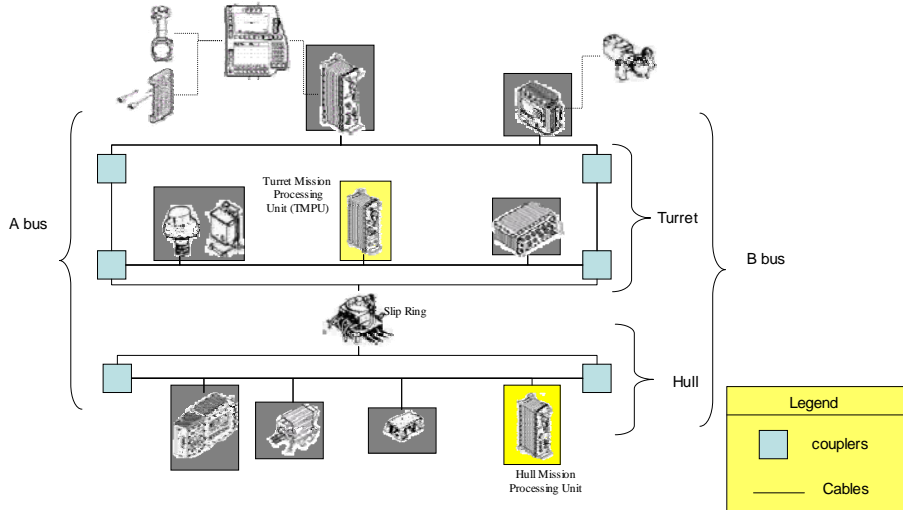 Turret Mission
Processing
Unit (TMPU)
A bus
Turret
B bus
Slip Ring
Hull
Legend
couplers
Cables
Hull Mission
Processing Unit